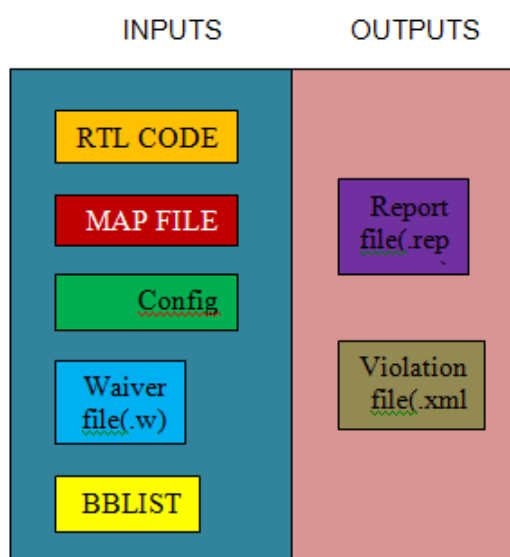 INPUTS
OUTPUTS
RTL CODE
MAP FILE
Config
Waiver
file(.w)
BBLIST
Report
file(.rep
Violation
file(.xml